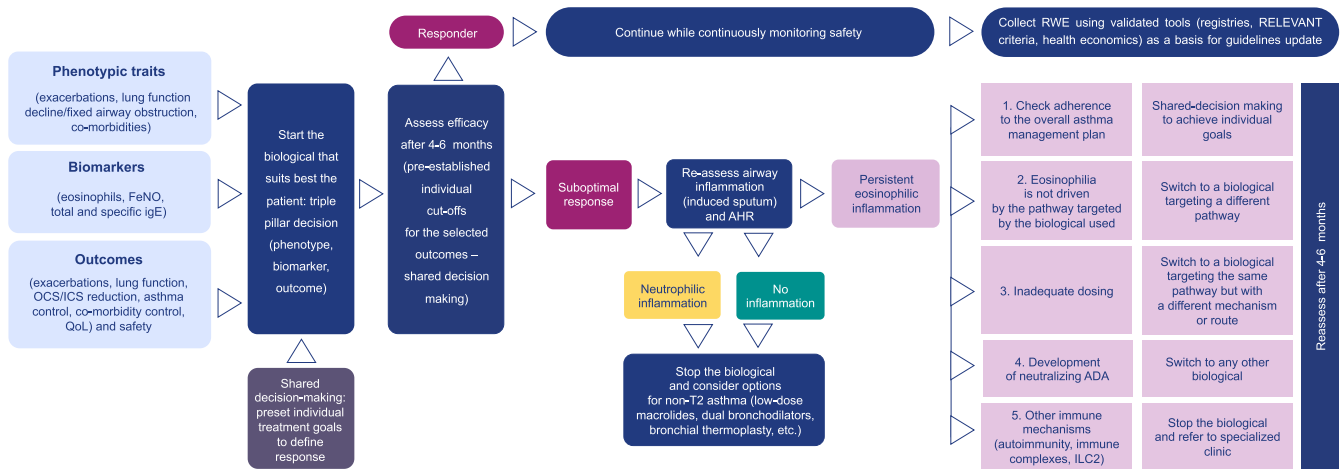 Phenotypic traits
(exacerbations, lung function
decline/fixed airway obstruction,
co-morbidities)
Biomarkers
(eosinophils, FeNO,
total and specific igE)
Outcomes
(exacerbations, lung function,
OCS/ICS reduction, asthma
control, co-morbidity control,
QoL) and safety
Start the
biological that
suits best the
patient: triple
pillar decision
(phenotype,
biomarker,
outcome)
Shared
decision-making:
preset individual
treatment goals
to define
response
Responder
Assess efficacy
after 4-6 months
(pre-established
individual
cut-offs
for the selected
outcomes –
shared decision
making)
Continue while continuously monitoring safety
Collect RWE using validated tools (registries, RELEVANT
criteria, health economics) as a basis for guidelines update
Suboptimal
response
Re-assess airway
inflammation
(induced sputum)
and AHR
Neutrophilic
inflammation
No
inflammation
Stop the biological
and consider options
for non-T2 asthma (low-dose
macrolides, dual bronchodilators,
bronchial thermoplasty, etc.)
Persistent
eosinophilic
inflammation
1. Check adherence
to the overall asthma
management plan
Shared-decision making
to achieve individual
goals
2. Eosinophilia
is not driven
by the pathway targeted
by the biological used
Switch to a biological
targeting a different
pathway
3. Inadequate dosing
Switch to a biological
targeting the same
pathway but with
a different mechanism
or route
4. Development
of neutralizing ADA
Switch to any other
biological
5. Other immune
mechanisms
(autoimmunity, immune
complexes, ILC2)
Stop the biological
and refer to specialized
clinic
Reassess after 4-6 months